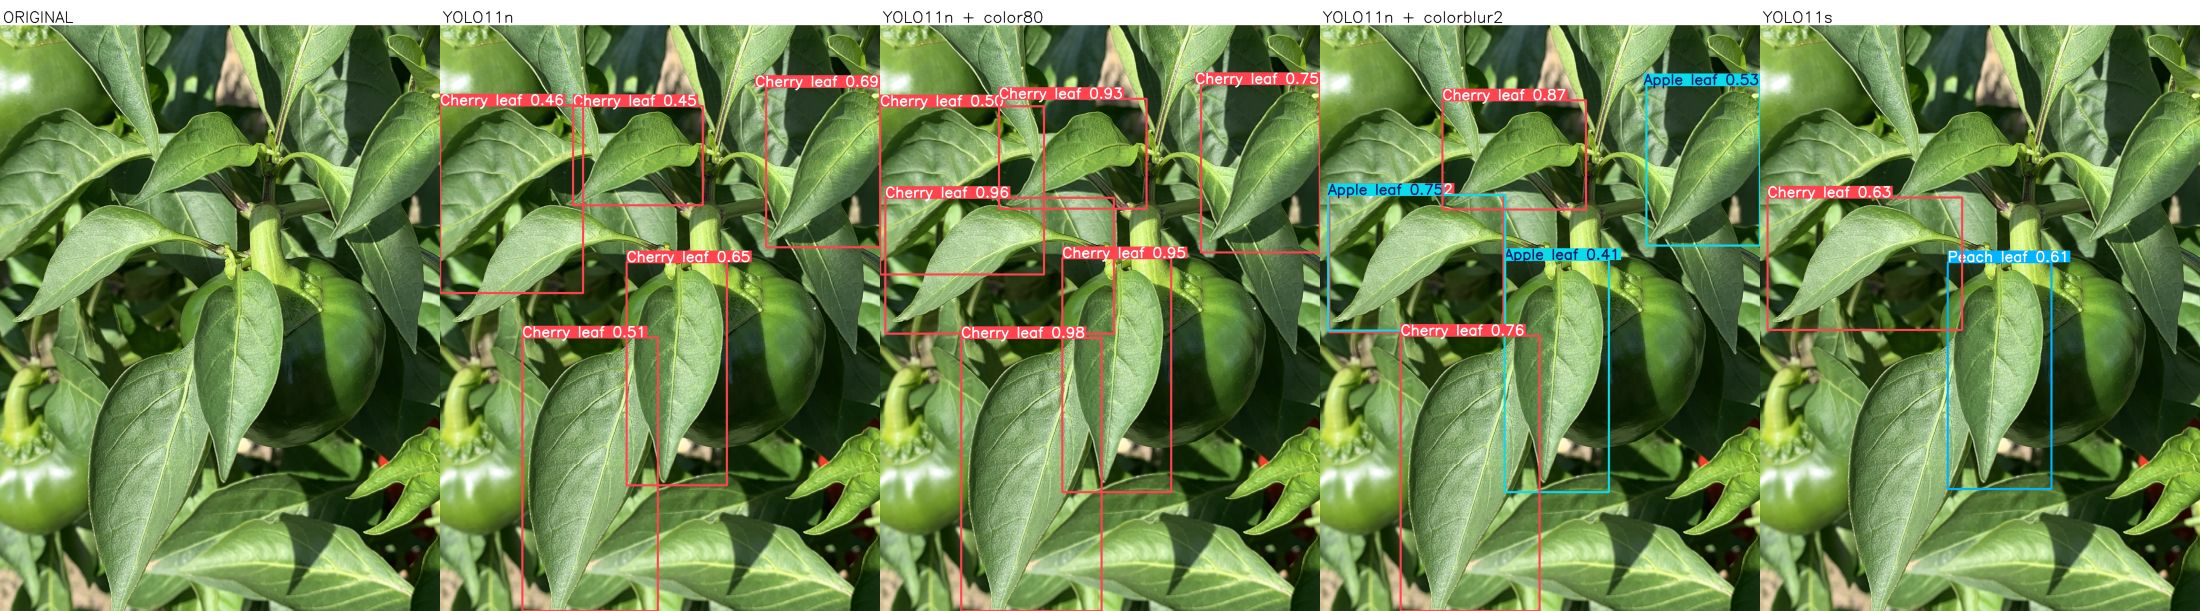 ORIGINAL
YOLO11n
YOLO11n + color80
YOLO11n + colorblur2
YOLO11s
Cherry leaf 0.46
Cherry leaf 0.45
Cherry leaf 0.69
Cherry leaf 0.65
Cherry leaf 0.51
Cherry leaf 0.50
Cherry leaf 0.93
Cherry leaf 0.75
Cherry leaf 0.96
Cherry leaf 0.95
Cherry leaf 0.98
Cherry leaf 0.87
Apple leaf 0.53
Apple leaf 0.75
2
Apple leaf 0.41
Cherry leaf 0.76
Cherry leaf 0.63
Peach leaf 0.61